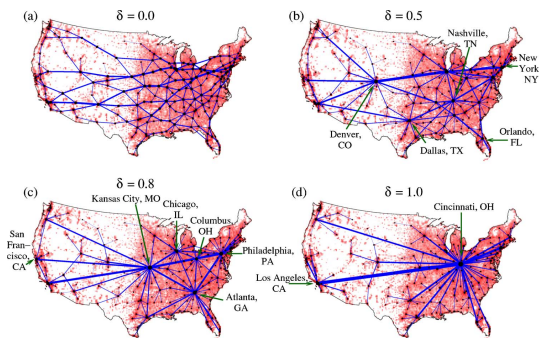 (a)
δ = 0.0
(b)
δ = 0.5
Nashville,
TN
New
York
NY
Denver,
CO
Dallas, TX
Orlando,
FL
(c)
δ = 0.8
Kansas City, MO
Chicago,
IL
Columbus,
OH
San
Fran-
cisco,
CA
Philadelphia,
PA
Atlanta,
GA
(d)
δ = 1.0
Cincinnati, OH
Los Angeles,
CA